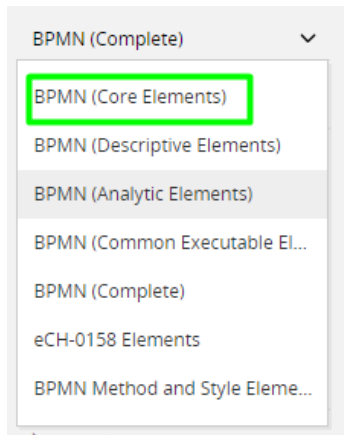 BPMN (Complete)
BPMN (Core Elements)
BPMN (Descriptive Elements)
BPMN (Analytic Elements)
BPMN (Common Executable El...
BPMN (Complete)
eCH-0158 Elements
BPMN Method and Style Eleme...